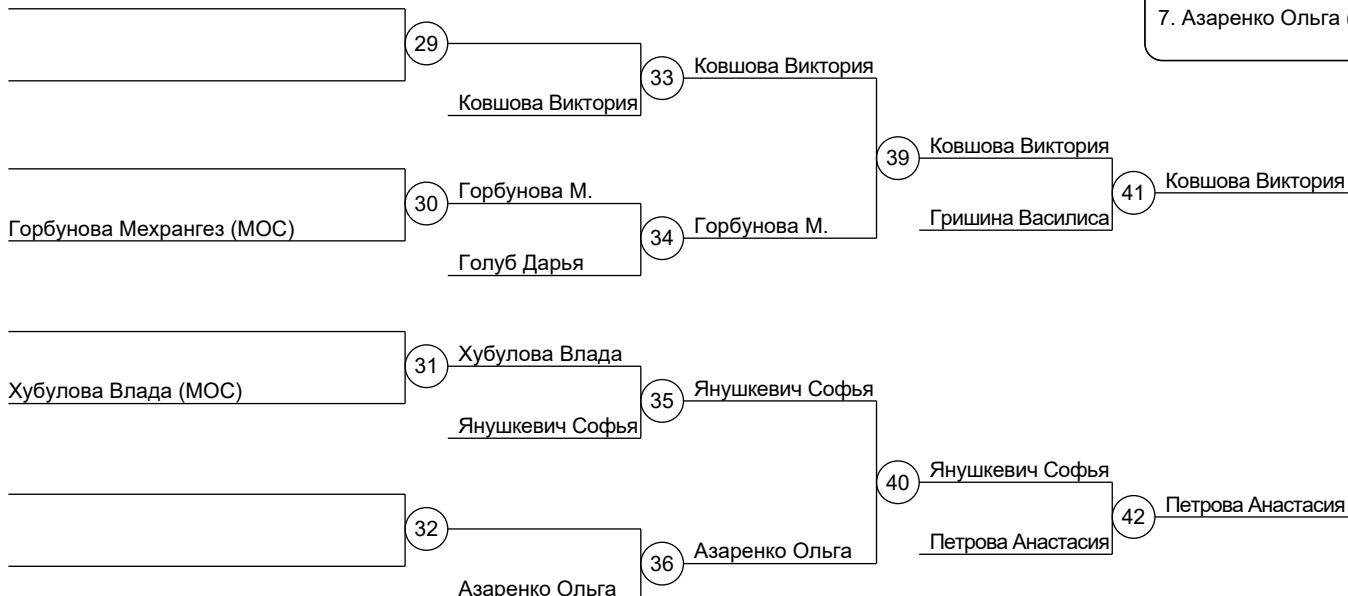 7. Азаренко Ольга (
29
33
Ковшова Виктория
Ковшова Виктория
39
Ковшова Виктория
41
Ковшова Виктория
Гришина Василиса
30
Горбунова М.
Горбунова Мехрангез (МОС)
34
Горбунова М.
Голуб Дарья
31
Хубулова Влада
Хубулова Влада (МОС)
35
Янушкевич Софья
Янушкевич Софья
40
Янушкевич Софья
42
Петрова Анастасия
Петрова Анастасия
32
36
Азаренко Ольга
Азаренко Ольга